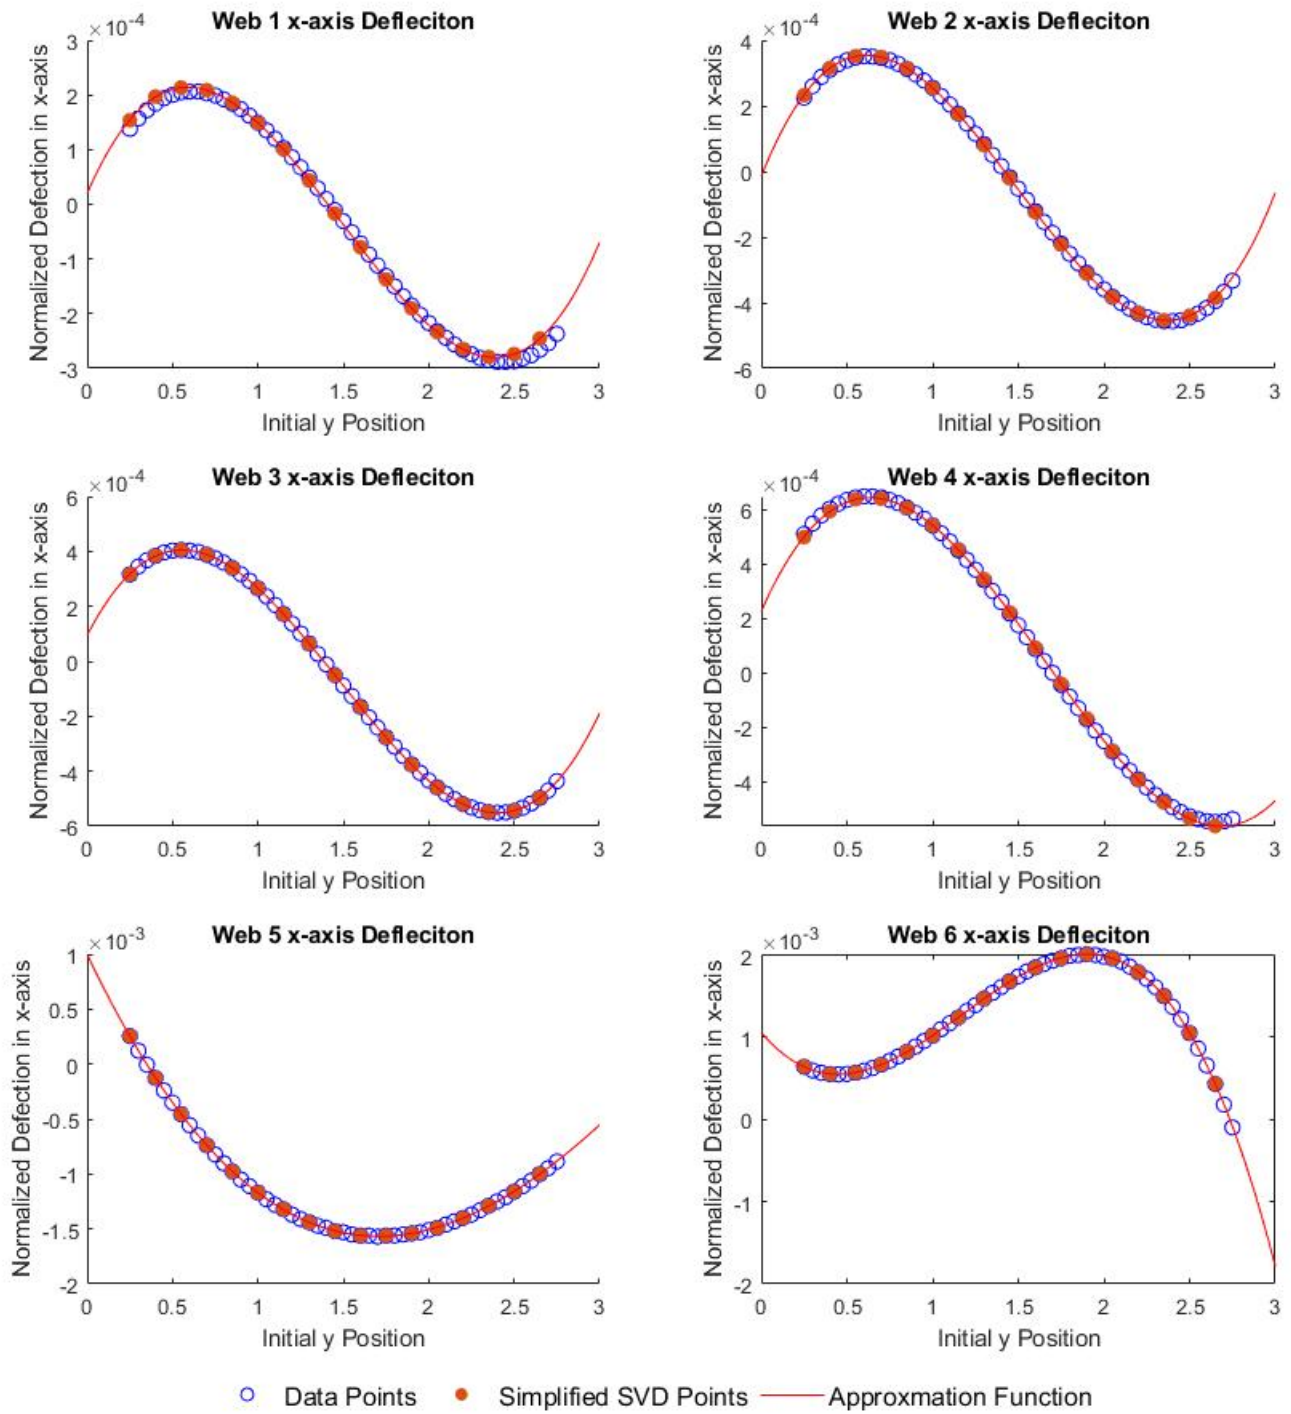 Web 1 x-axis Defleciton
×10-4
Normalized Defection in x-axis
3
2
1
0
-1
-2
-3
0 0.5 1 1.5 2 2.5 3
Initial y Position
Web 2 x-axis Defleciton
×10-4
Normalized Defection in x-axis
4
2
0
-2
-4
-6
0 0.5 1 1.5 2 2.5 3
Initial y Position
Web 3 x-axis Defleciton
×10-4
Normalized Defection in x-axis
6
4
2
0
-2
-4
-6
0 0.5 1 1.5 2 2.5 3
Initial y Position
Web 4 x-axis Defleciton
×10-4
Normalized Defection in x-axis
6
4
2
0
-2
-4
0 0.5 1 1.5 2 2.5 3
Initial y Position
Web 5 x-axis Defleciton
×10-3
Normalized Defection in x-axis
1
0.5
0
-0.5
-1
-1.5
-2
0 0.5 1 1.5 2 2.5 3
Initial y Position
Web 6 x-axis Defleciton
×10-3
Normalized Defection in x-axis
2
1
0
-1
-2
0 0.5 1 1.5 2 2.5 3
Initial y Position
Data Points Simplified SVD Points Approxmation Function